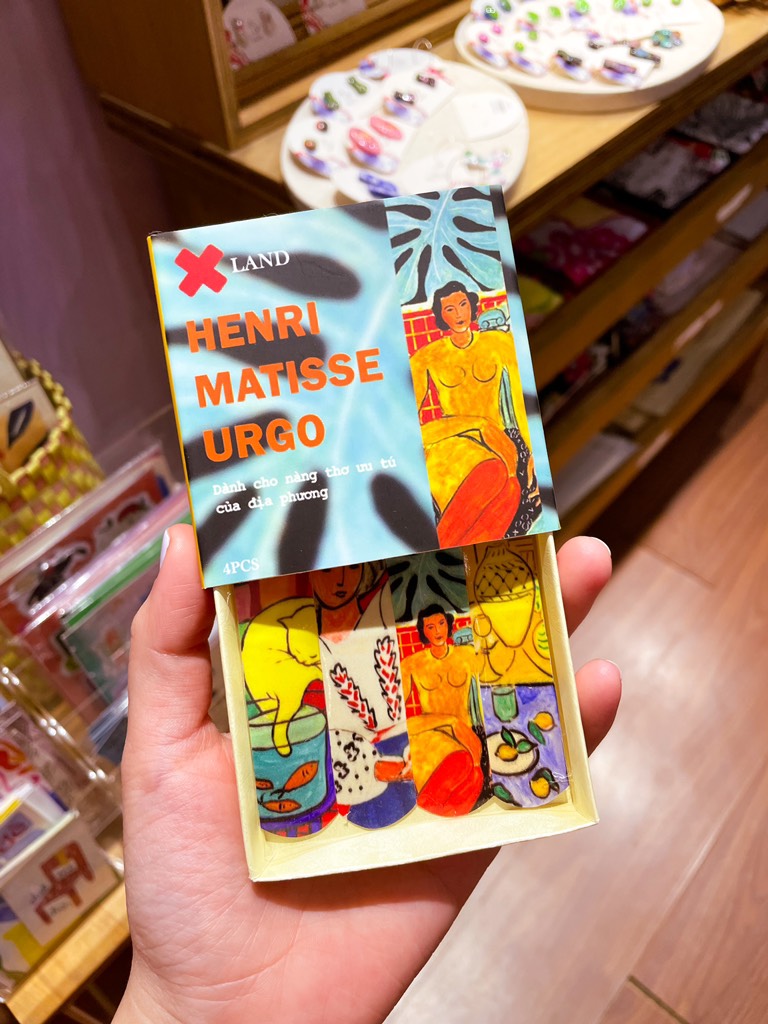 LAND
HENRI
MATISSE
URGO
Dành cho nàng thơ ưu tú
của địa phương
4PCS